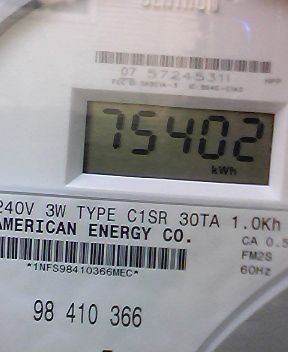 07 57245311
75402
kWh
240V 3W TYPE C1SR 30TA 1.0Kh
AMERICAN ENERGY CO.
CA 0.5
FM2S
60Hz
*1NFS98410366MEC*
98 410 366